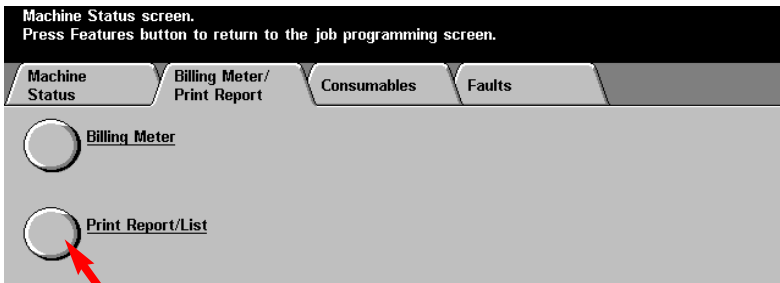 Machine Status screen.
Press Features button to return to the job programming screen.
Machine
Status
Billing Meter/
Print Report
Consumables
Faults
Billing Meter
Print Report/List